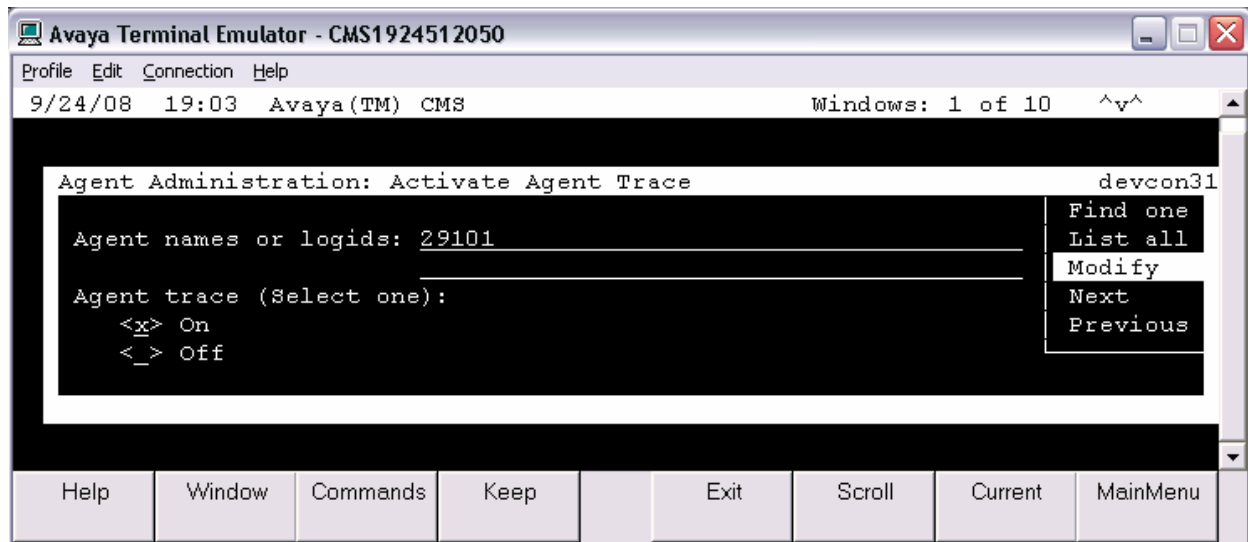 Avaya Terminal Emulator - CMS1924512050
Profile Edit Connection Help
9/24/08 19:03 Avaya(TM) CMS Windows: 1 of 10 ^v^
Agent Administration: Activate Agent Trace devcon31
Find one
Agent names or logids: 29101 List all
Modify
Agent trace (Select one): Next
<x> On Previous
<_> Off
Help Window Commands Keep Exit Scroll Current MainMenu